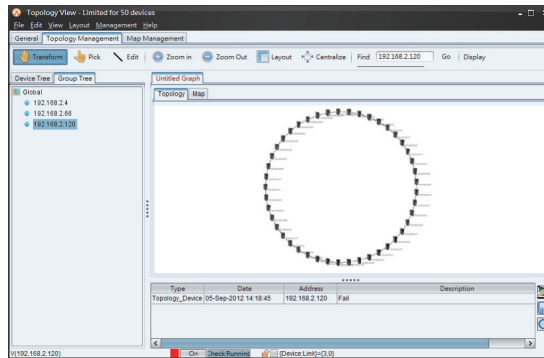 Topology View - Limited for 50 devices
File Edit View Layout Management Help
General Topology Management Map Management
Transform Pick Edit Zoom in Zoom Out Layout Centralize Find 192.168.2.120 Go Display
Device Tree Group Tree
Untitled Graph
Global
192.168.2.4
192.168.2.66
192.168.2.120
Topology Map
Type Date Address Description
Topology_Device 05-Sep-2012 14:18:45 192.168.2.120 Fail
V(192.168.2.120) On Check Running (Device:Link)=(3,0)